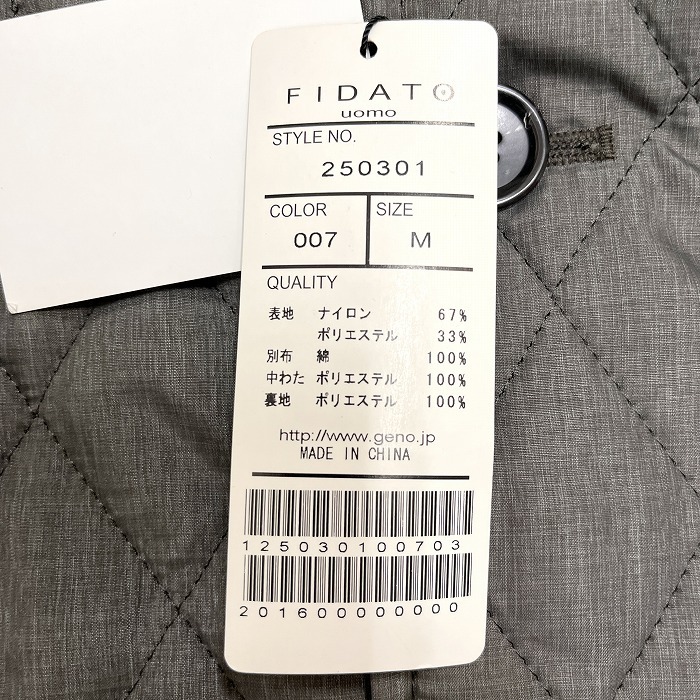 FIDATO
uomo
STYLE NO.
250301
COLOR SIZE
007 M
QUALITY
表地 ナイロン 67%
ポリエステル 33%
別布 綿 100%
中わた ポリエステル 100%
裏地 ポリエステル 100%
http://www.geno.jp
MADE IN CHINA
125030100703
201600000000